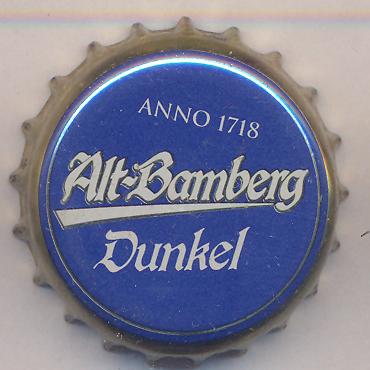 ANNO 1718
Alt-Bamberg
Dunkel